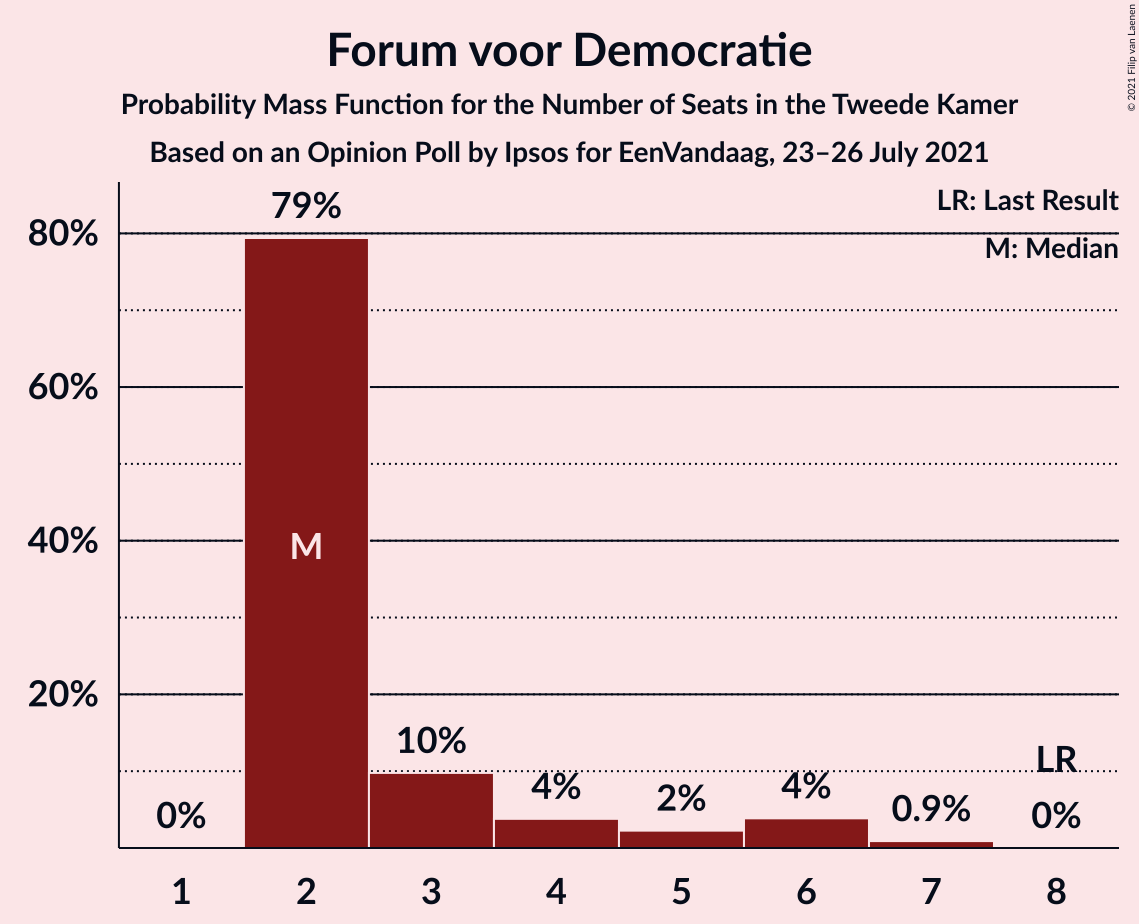 Forum voor Democratie
Probability Mass Function for the Number of Seats in the Tweede Kamer
Based on an Opinion Poll by Ipsos for EenVandaag, 23–26 July 2021
© 2021 Filip van Laenen
LR: Last Result
M: Median
80%
60%
40%
20%
0%
79%
M
10%
4%
2%
4%
0.9%
LR
0%
1 2 3 4 5 6 7 8